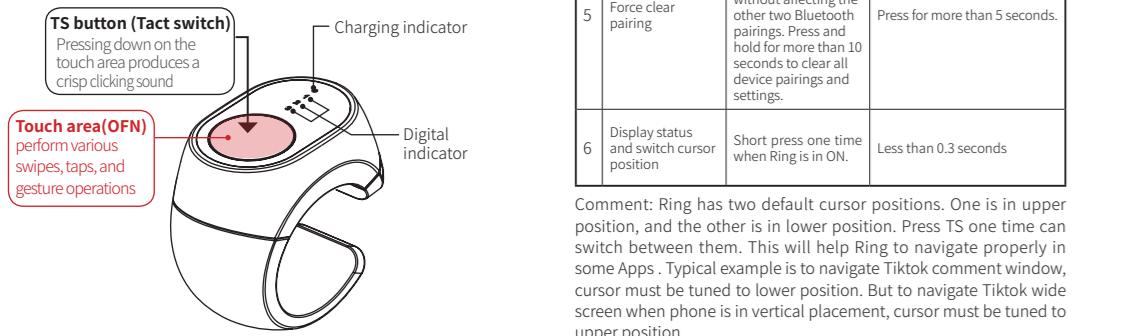 TS button (Tact switch)
Pressing down on the
touch area produces a
crisp clicking sound
Charging indicator
Touch area(OFN)
perform various
swipes, taps, and
gesture operations
Digital
indicator
5
Force clear
pairing
without affecting the
other two Bluetooth
pairings. Press and
hold for more than 10
seconds to clear all
device pairings and
settings.
Press for more than 5 seconds.
6
Display status
and switch cursor
position
Short press one time
when Ring is in ON.
Less than 0.3 seconds
Comment: Ring has two default cursor positions. One is in upper
position, and the other is in lower position. Press TS one time can
switch between them. This will help Ring to navigate properly in
some Apps . Typical example is to navigate Tiktok comment window,
cursor must be tuned to lower position. But to navigate Tiktok wide
screen when phone is in vertical placement, cursor must be tuned to
upper position